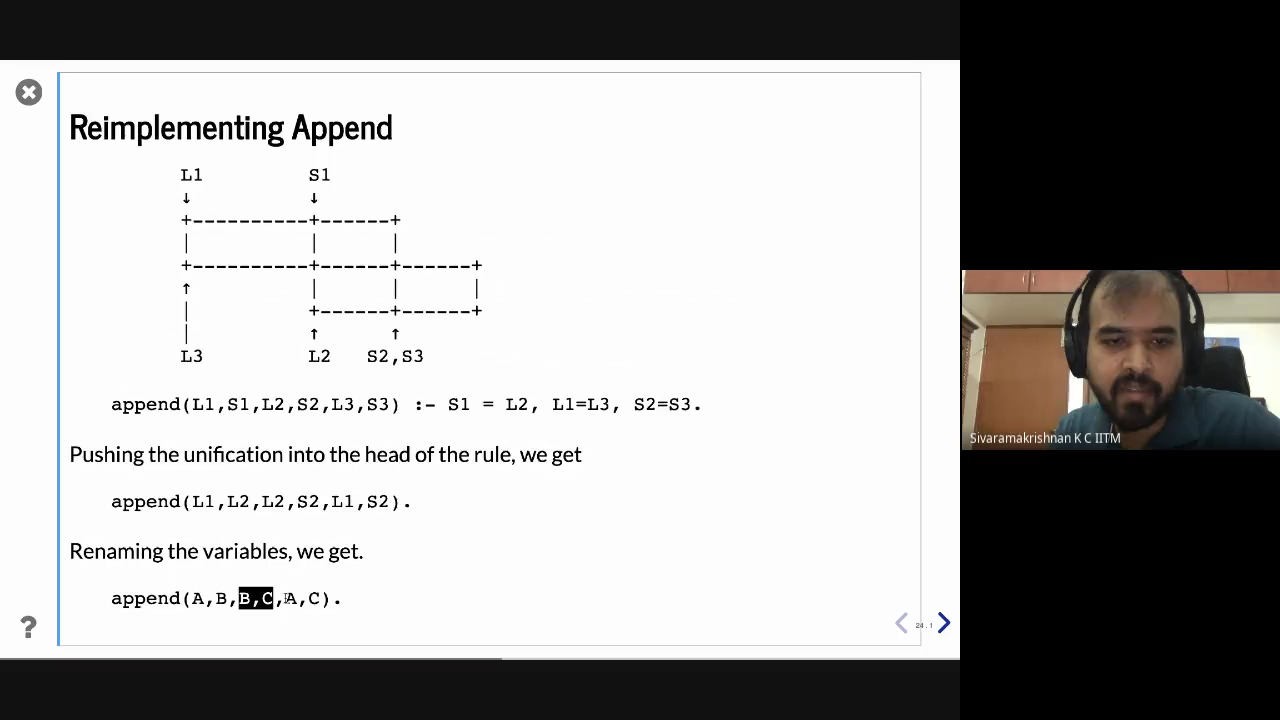 Reimplementing Append
L1 S1
↓ ↓
+----------+------+
| | |
+----------+------+------+
↑ | | |
| +------+------+
| ↑ ↑
L3 L2 S2,S3
append(L1,S1,L2,S2,L3,S3) :- S1 = L2, L1=L3, S2=S3.
Pushing the unification into the head of the rule, we get
append(L1,L2,L2,S2,L1,S2).
Renaming the variables, we get.
append(A,B,B,C,A,C).
?
24.1
Sivaramakrishnan K C IITM